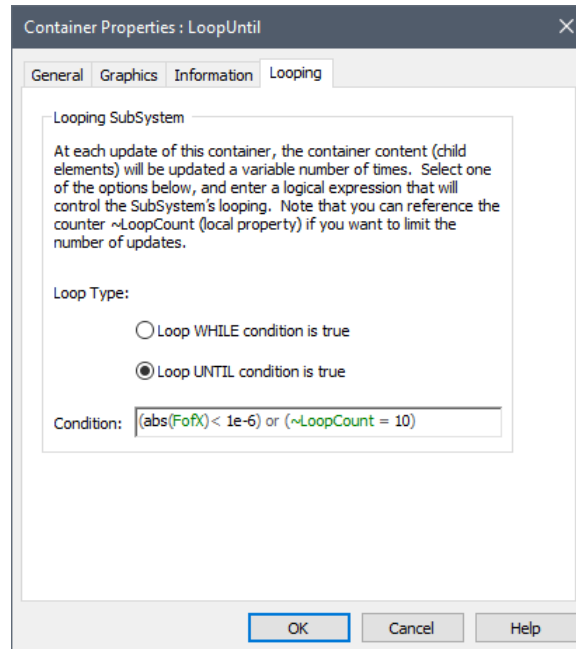 Container Properties : LoopUntil
General Graphics Information Looping
Looping SubSystem
At each update of this container, the container content (child
elements) will be updated a variable number of times. Select one
of the options below, and enter a logical expression that will
control the SubSystem's looping. Note that you can reference the
counter ~LoopCount (local property) if you want to limit the
number of updates.
Loop Type:
Loop WHILE condition is true
Loop UNTIL condition is true
Condition: (abs(FofX)< 1e-6) or (~LoopCount = 10)
OK Cancel Help